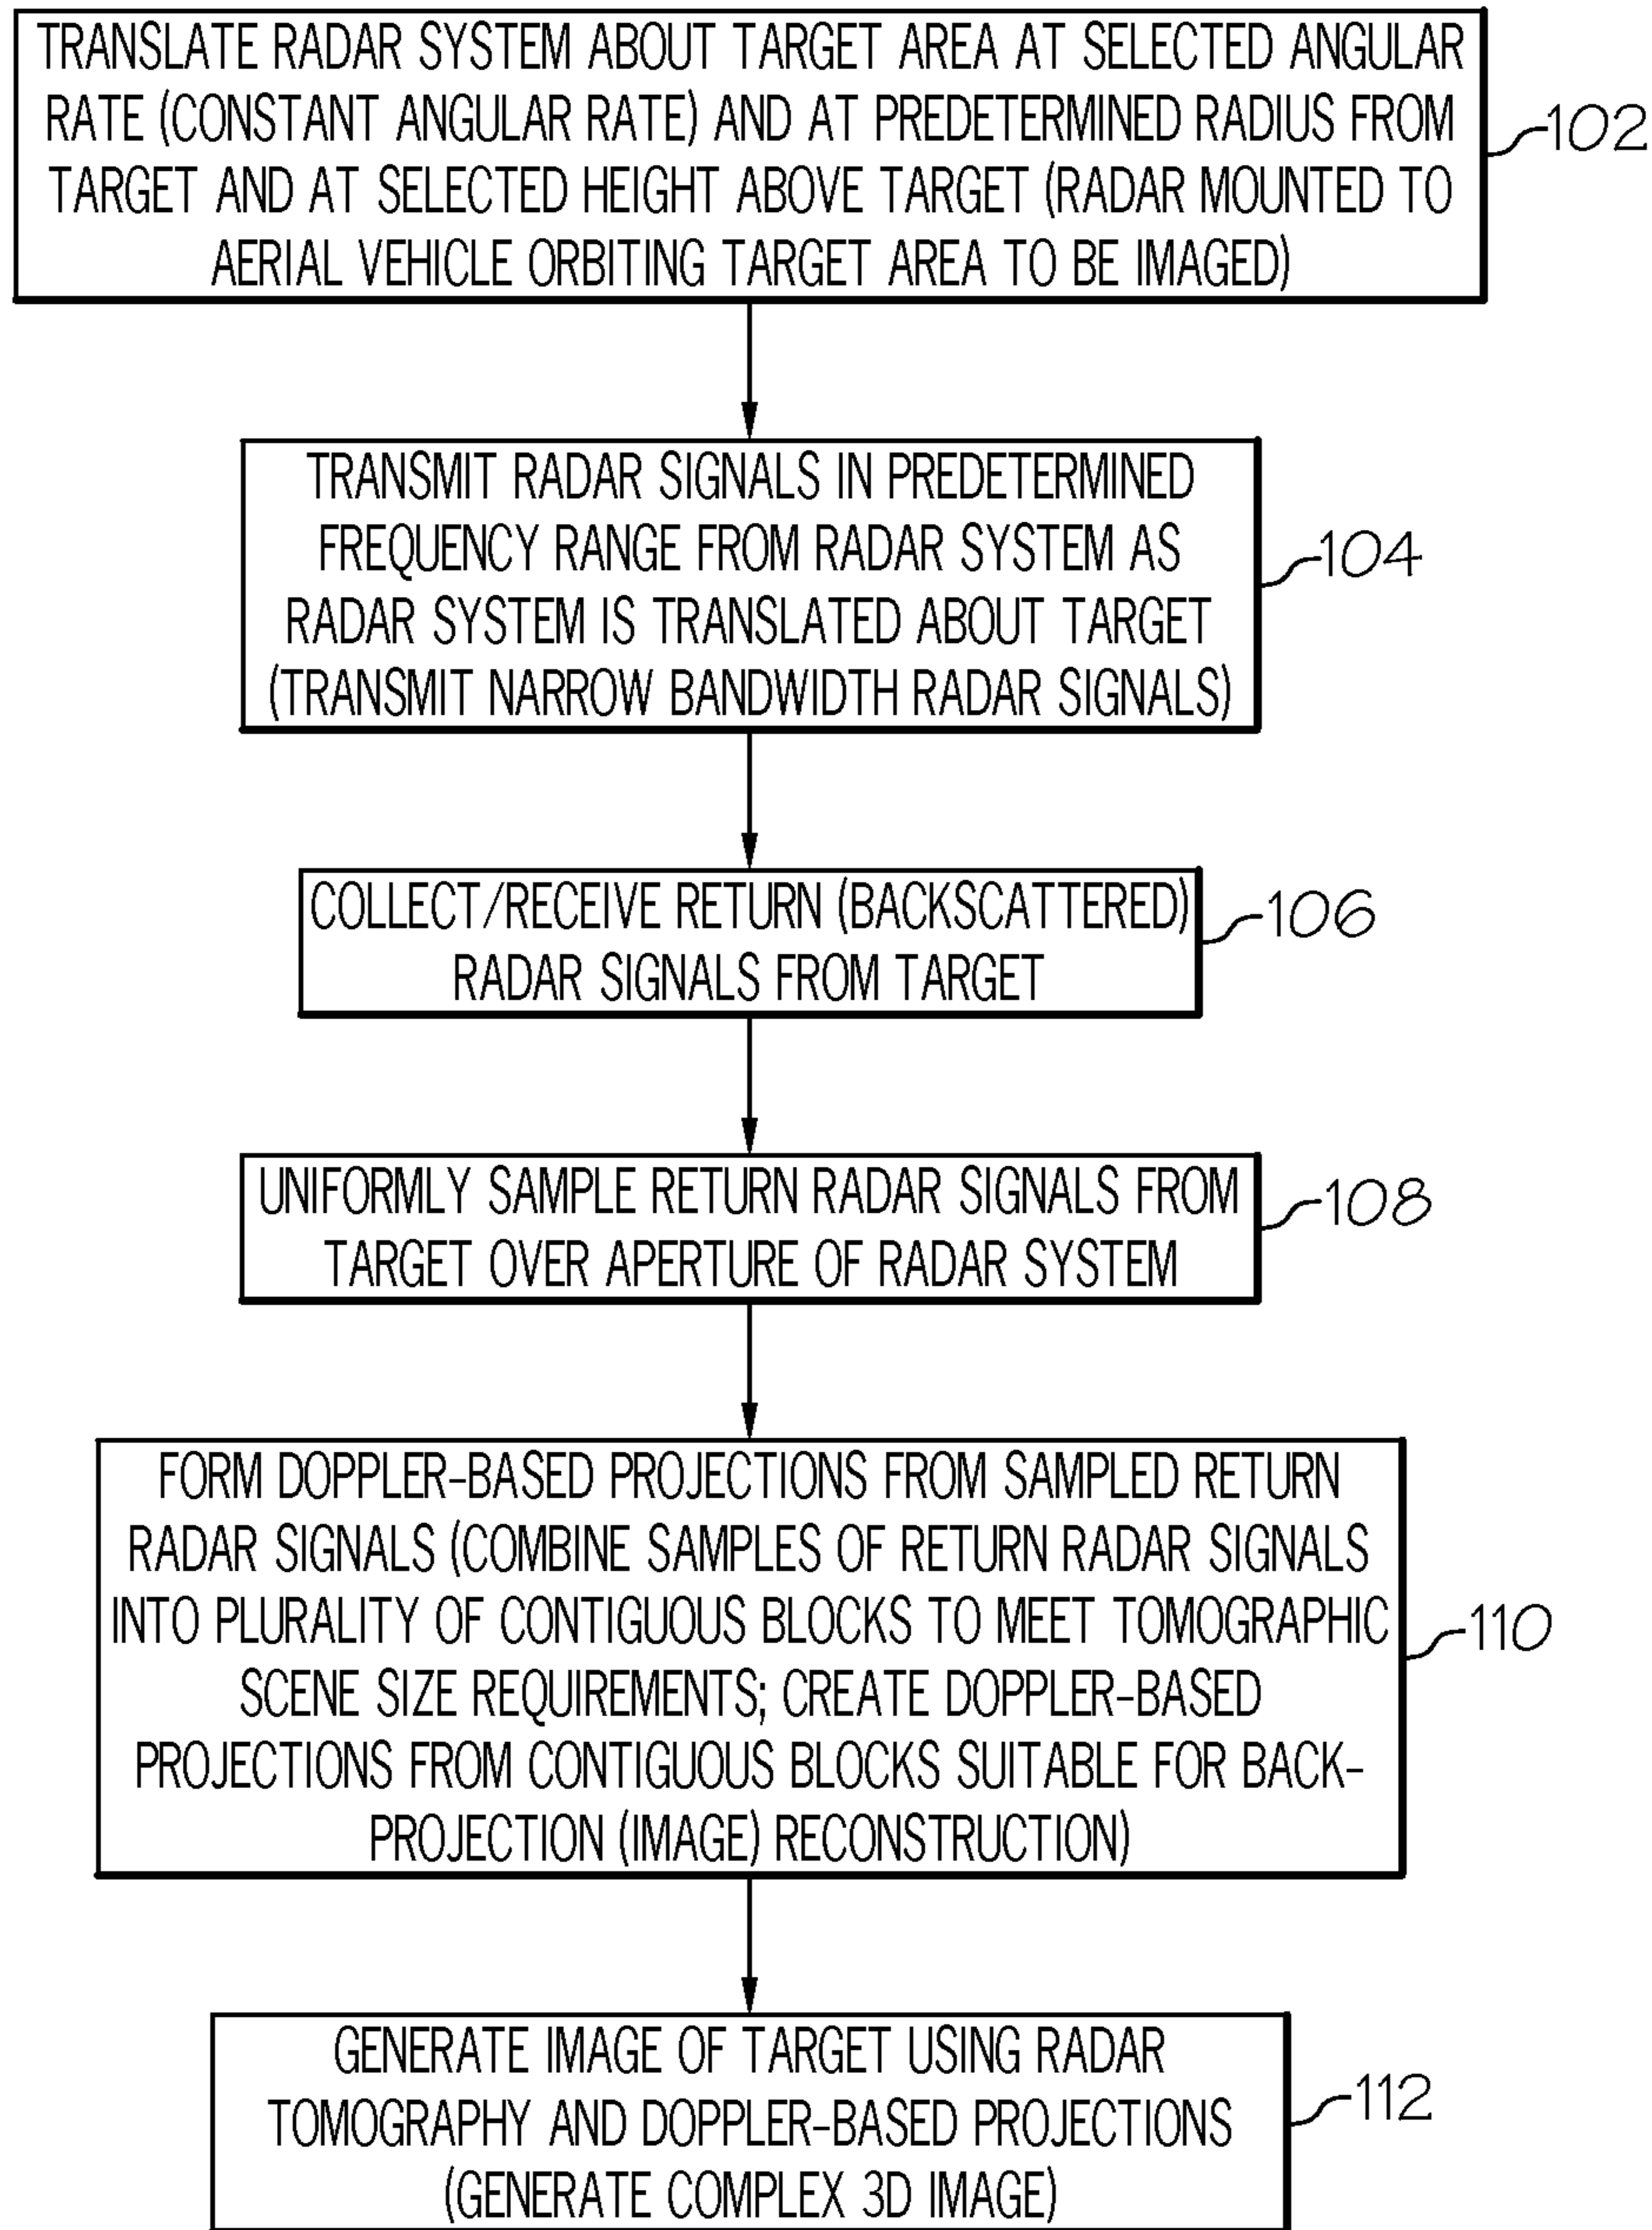 TRANSLATE RADAR SYSTEM ABOUT TARGET AREA AT SELECTED ANGULAR
RATE (CONSTANT ANGULAR RATE) AND AT PREDETERMINED RADIUS FROM
TARGET AND AT SELECTED HEIGHT ABOVE TARGET (RADAR MOUNTED TO
AERIAL VEHICLE ORBITING TARGET AREA TO BE IMAGED)
102
TRANSMIT RADAR SIGNALS IN PREDETERMINED
FREQUENCY RANGE FROM RADAR SYSTEM AS
RADAR SYSTEM IS TRANSLATED ABOUT TARGET
(TRANSMIT NARROW BANDWIDTH RADAR SIGNALS)
104
COLLECT/RECEIVE RETURN (BACKSCATTERED)
RADAR SIGNALS FROM TARGET
106
UNIFORMLY SAMPLE RETURN RADAR SIGNALS FROM
TARGET OVER APERTURE OF RADAR SYSTEM
108
FORM DOPPLER-BASED PROJECTIONS FROM SAMPLED RETURN
RADAR SIGNALS (COMBINE SAMPLES OF RETURN RADAR SIGNALS
INTO PLURALITY OF CONTIGUOUS BLOCKS TO MEET TOMOGRAPHIC
SCENE SIZE REQUIREMENTS; CREATE DOPPLER-BASED
PROJECTIONS FROM CONTIGUOUS BLOCKS SUITABLE FOR BACK-
PROJECTION (IMAGE) RECONSTRUCTION)
110
GENERATE IMAGE OF TARGET USING RADAR
TOMOGRAPHY AND DOPPLER-BASED PROJECTIONS
(GENERATE COMPLEX 3D IMAGE)
112